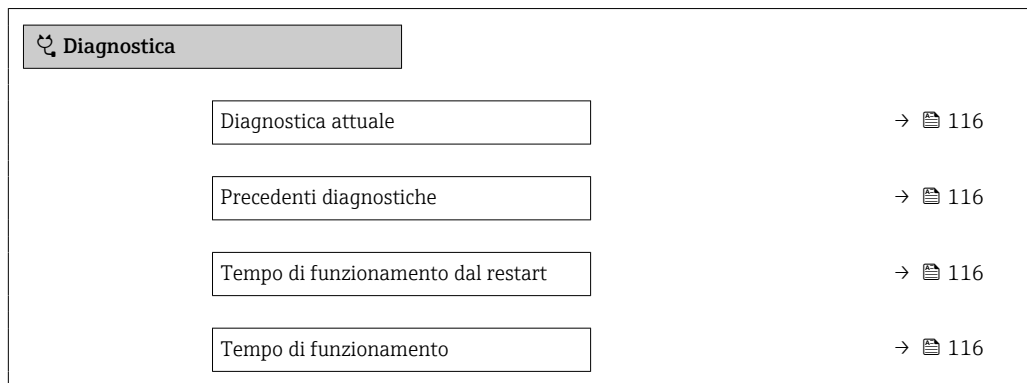 Diagnostica
Diagnostica attuale → 116
Precedenti diagnostiche → 116
Tempo di funzionamento dal restart → 116
Tempo di funzionamento → 116